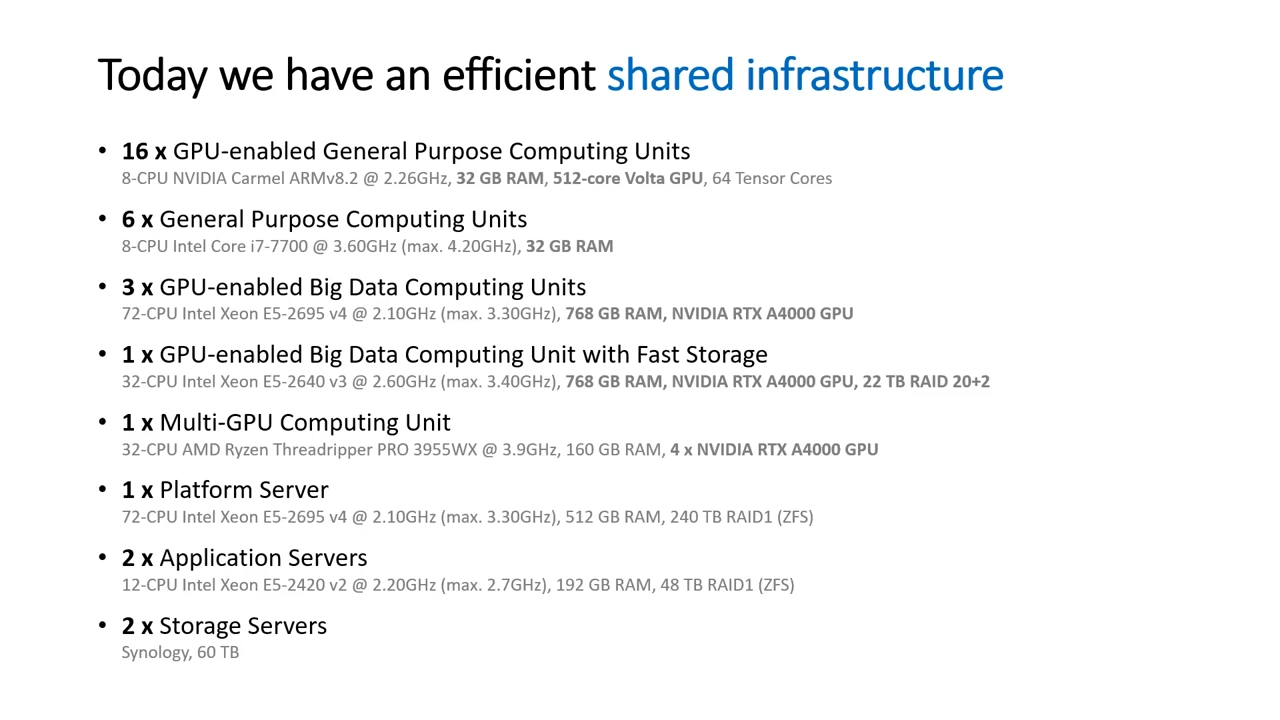 Today we have an efficient shared infrastructure
• 16 x GPU-enabled General Purpose Computing Units
8-CPU NVIDIA Carmel ARMv8.2 @ 2.26GHz, 32 GB RAM, 512-core Volta GPU, 64 Tensor Cores
• 6 x General Purpose Computing Units
8-CPU Intel Core i7-7700 @ 3.60GHz (max. 4.20GHz), 32 GB RAM
• 3 x GPU-enabled Big Data Computing Units
72-CPU Intel Xeon E5-2695 v4 @ 2.10GHz (max. 3.30GHz), 768 GB RAM, NVIDIA RTX A4000 GPU
• 1 x GPU-enabled Big Data Computing Unit with Fast Storage
32-CPU Intel Xeon E5-2640 v3 @ 2.60GHz (max. 3.40GHz), 768 GB RAM, NVIDIA RTX A4000 GPU, 22 TB RAID 20+2
• 1 x Multi-GPU Computing Unit
32-CPU AMD Ryzen Threadripper PRO 3955WX @ 3.9GHz, 160 GB RAM, 4 x NVIDIA RTX A4000 GPU
• 1 x Platform Server
72-CPU Intel Xeon E5-2695 v4 @ 2.10GHz (max. 3.30GHz), 512 GB RAM, 240 TB RAID1 (ZFS)
• 2 x Application Servers
12-CPU Intel Xeon E5-2420 v2 @ 2.20GHz (max. 2.7GHz), 192 GB RAM, 48 TB RAID1 (ZFS)
• 2 x Storage Servers
Synology, 60 TB